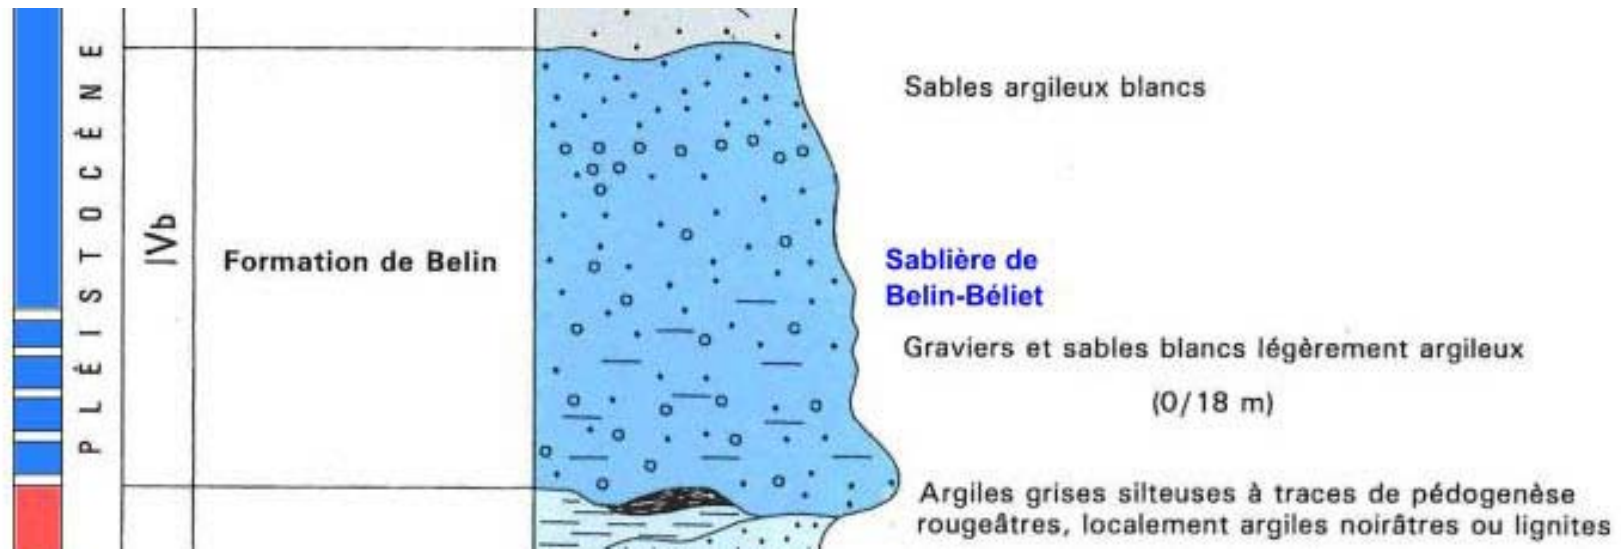 PLÉISTOCÈNE
IVb
Formation de Belin
Sables argileux blancs
Sablière de
Belin-Béliet
Graviers et sables blancs légèrement argileux
(0/18 m)
Argiles grises silteuses à traces de pédogenèse
rougeâtres, localement argiles noirâtres ou lignites